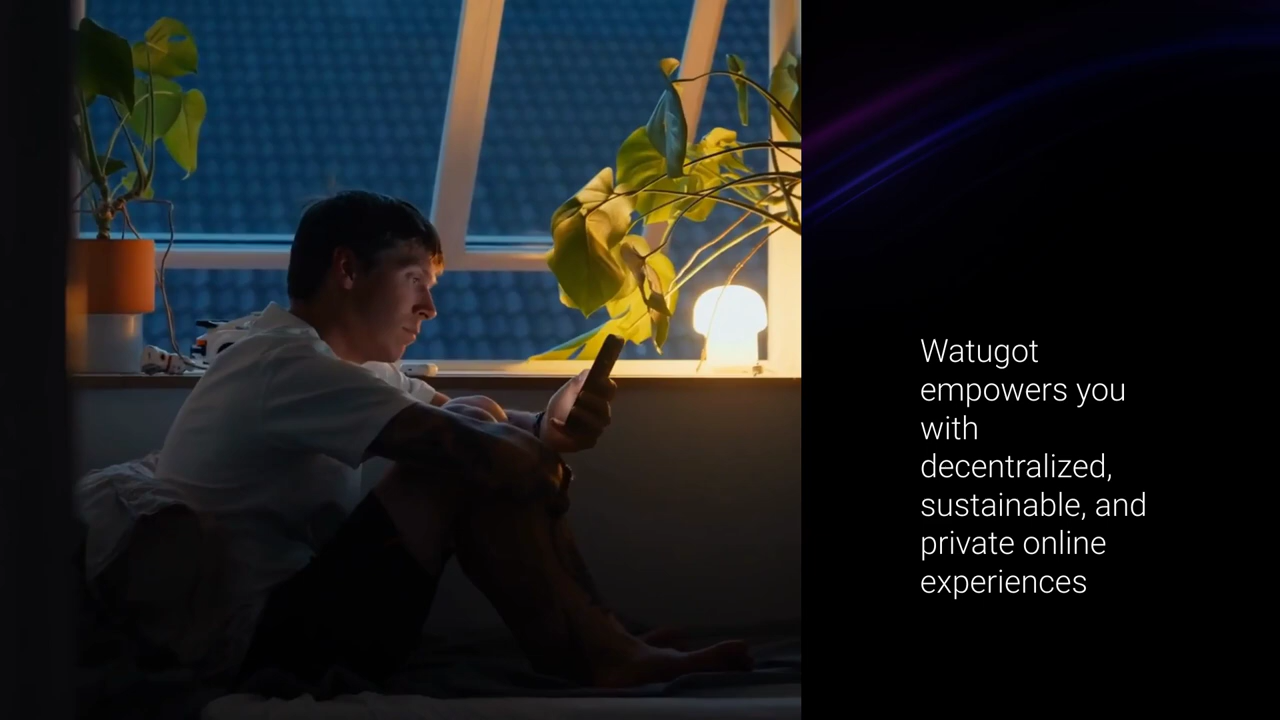 Watugot
empowers you
with
decentralized,
sustainable, and
private online
experiences